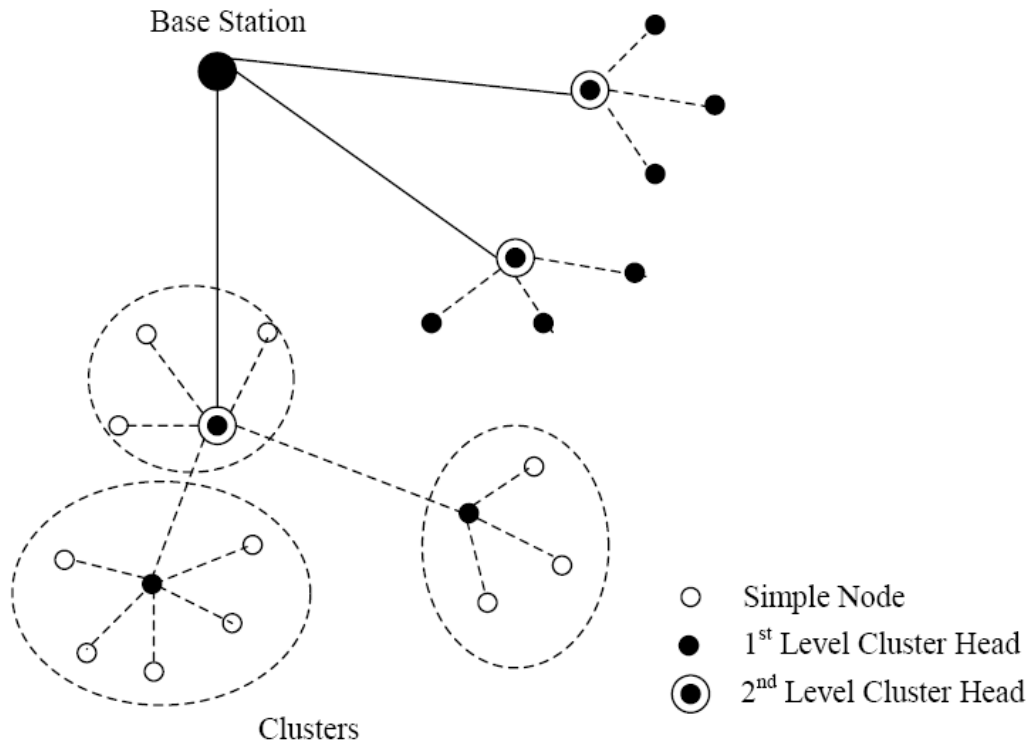 Base Station
Simple Node
1st Level Cluster Head
2nd Level Cluster Head
Clusters